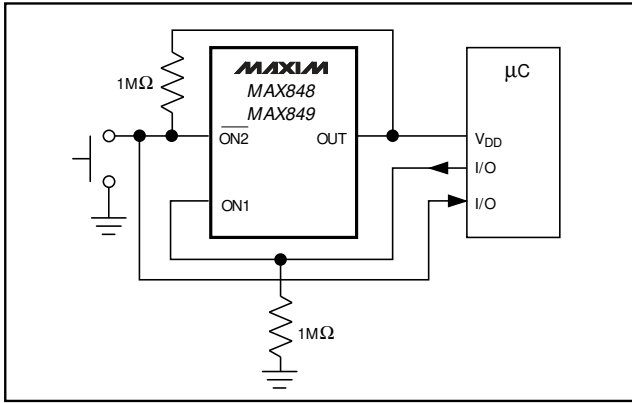 1MΩ
MAXIM
MAX848
MAX849
ON2
OUT
ON1
µC
VDD
I/O
I/O
1MΩ